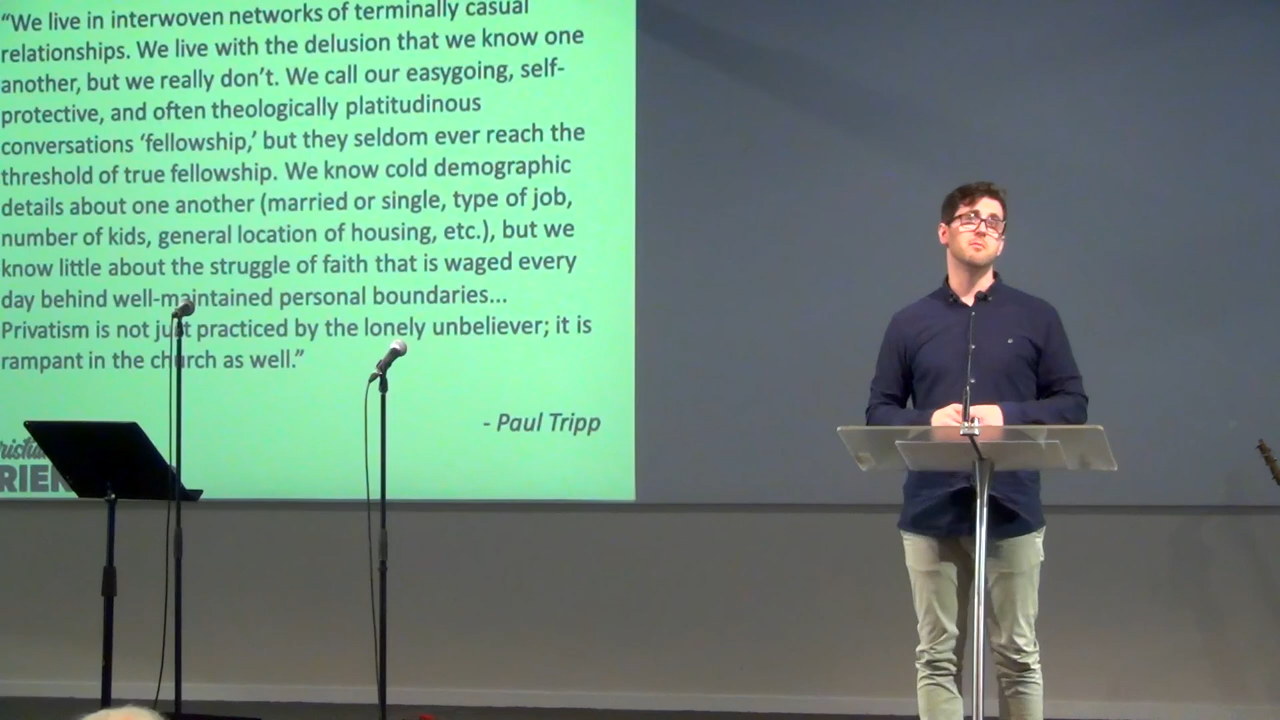 “We live in interwoven networks of terminally casual
relationships. We live with the delusion that we know one
another, but we really don’t. We call our easygoing, self-
protective, and often theologically platitudinous
conversations ‘fellowship,’ but they seldom ever reach the
threshold of true fellowship. We know cold demographic
details about one another (married or single, type of job,
number of kids, general location of housing, etc.), but we
know little about the struggle of faith that is waged every
day behind well-maintained personal boundaries...
Privatism is not just practiced by the lonely unbeliever; it is
rampant in the church as well.”
- Paul Tripp